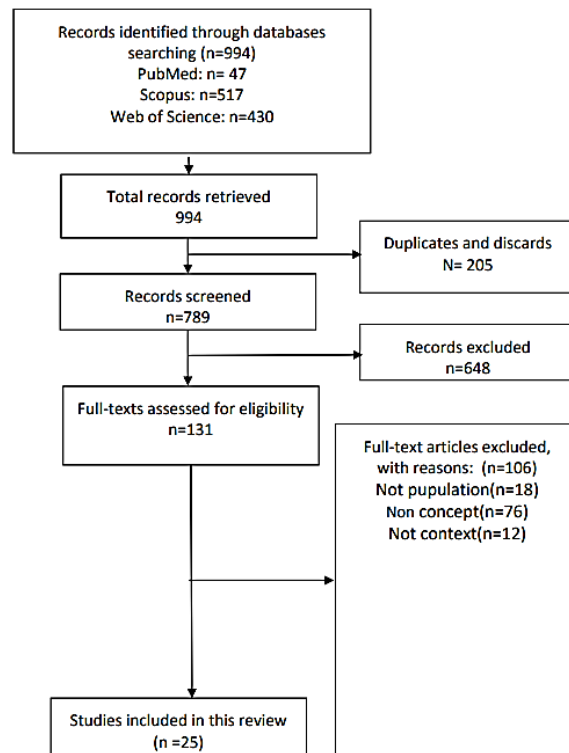 Records identified through databases
searching (n=994)
PubMed: n= 47
Scopus: n=517
Web of Science: n=430
Total records retrieved
994
Duplicates and discards
N= 205
Records screened
n=789
Records excluded
n=648
Full-texts assessed for eligibility
n=131
Full-text articles excluded,
with reasons: (n=106)
Not pupulation(n=18)
Non concept(n=76)
Not context(n=12)
Studies included in this review
(n =25)